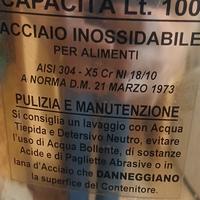 CAPACITÀ Lt. 100
ACCIAIO INOSSIDABILE
PER ALIMENTI
AISI 304 - X5 Cr NI 18/10
A NORMA D.M. 21 MARZO 1973
PULIZIA E MANUTENZIONE
Si consiglia un lavaggio con Acqua
Tiepida e Detersivo Neutro, evitare
l'uso di Acqua Bollente, di sostanze
Acide e di Pagliette Abrasive o in
lana d'Acciaio che DANNEGGIANO
la superfice del Contenitore.